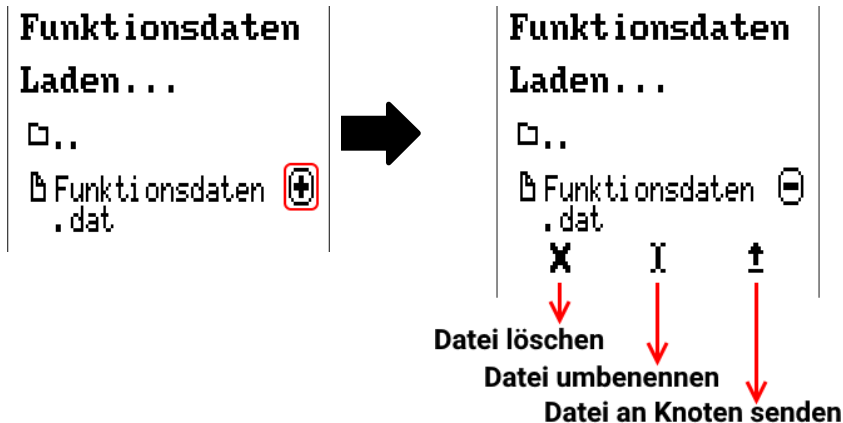 Funktionsdaten
Laden...
..
Funktionsdaten
.dat
Funktionsdaten
Laden...
..
Funktionsdaten
.dat
Datei löschen
Datei umbenennen
Datei an Knoten senden